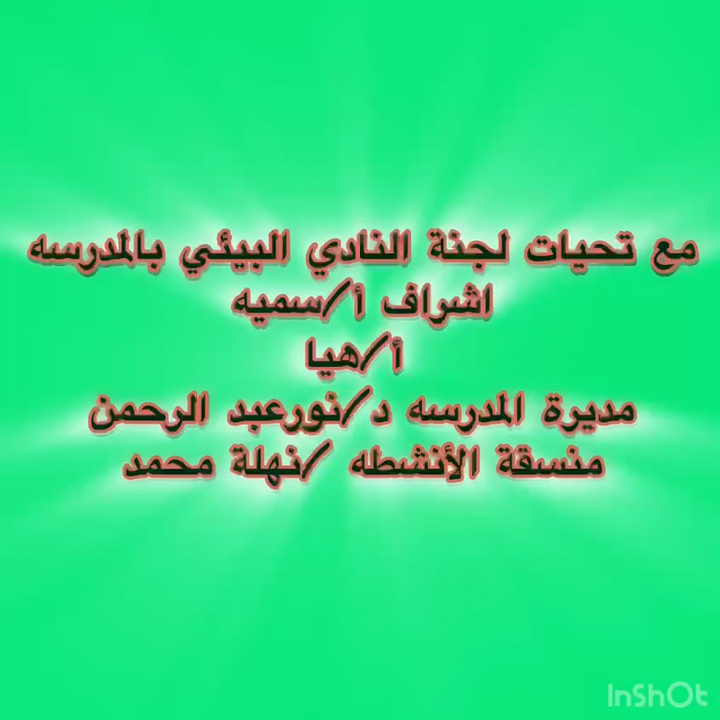 مع تحيات لجنة النادي البيئي بالمدرسه
اشراف أ/سميه
أ/هيا
مديرة المدرسه د/نورعبد الرحمن
منسقة الأنشطه /نهلة محمد
InShOt